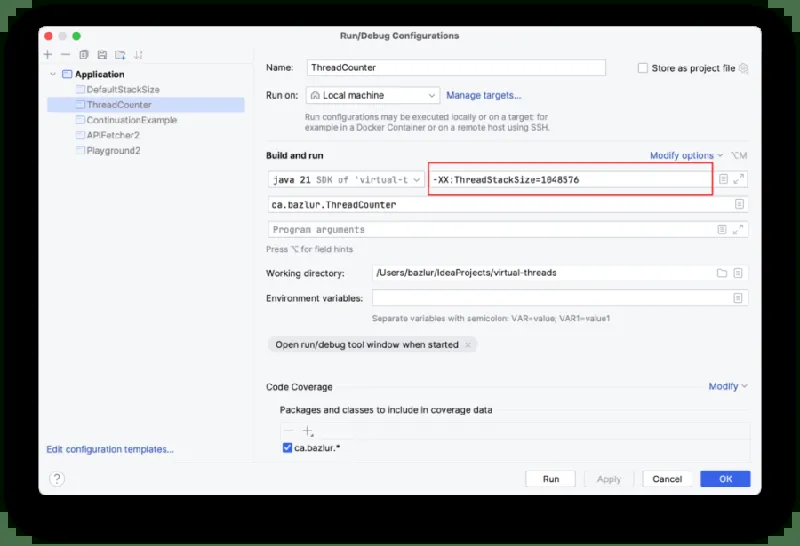 Run/Debug Configurations
Application
DefaultStackSize
ThreadCounter
ContinuationExample
APIFetcher2
Playground2
Edit configuration templates...
?
Name: ThreadCounter
Store as project file
Run on: Local machine
Manage targets...
Run configurations may be executed locally or on a target: for
example in a Docker Container or on a remote host using SSH.
Build and run
Modify options ⌥M
java 21 SDK of 'virtual-t
-XX:ThreadStackSize=1048576
ca.bazlur.ThreadCounter
Program arguments
Press ⌥ for field hints
Working directory: /Users/bazlur/IdeaProjects/virtual-threads
Environment variables:
Separate variables with semicolon: VAR=value; VAR1=value1
Open run/debug tool window when started ×
Code Coverage
Modify
Packages and classes to include in coverage data
ca.bazlur.*
Run Apply Cancel OK